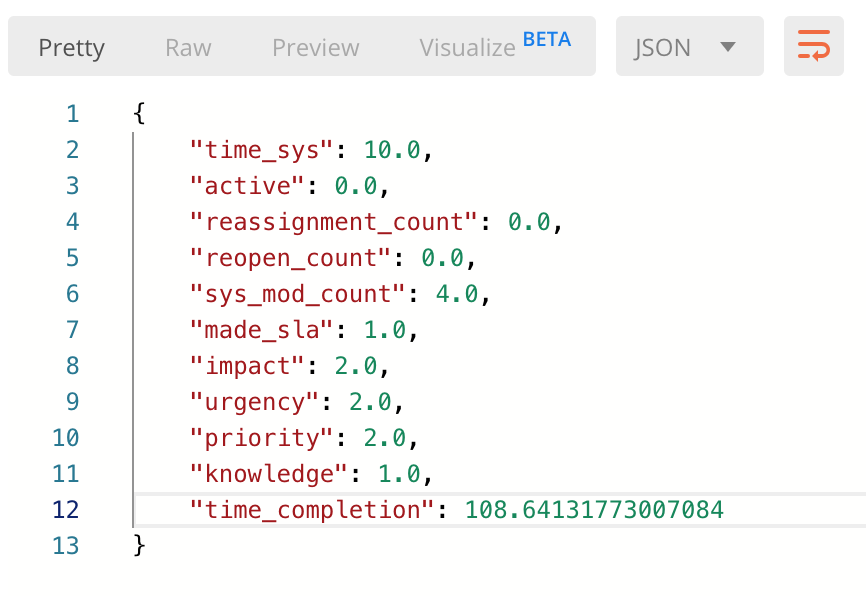 Pretty Raw Preview Visualize BETA JSON
1 {
2 "time_sys": 10.0,
3 "active": 0.0,
4 "reassignment_count": 0.0,
5 "reopen_count": 0.0,
6 "sys_mod_count": 4.0,
7 "made_sla": 1.0,
8 "impact": 2.0,
9 "urgency": 2.0,
10 "priority": 2.0,
11 "knowledge": 1.0,
12 "time_completion": 108.64131773007084
13 }